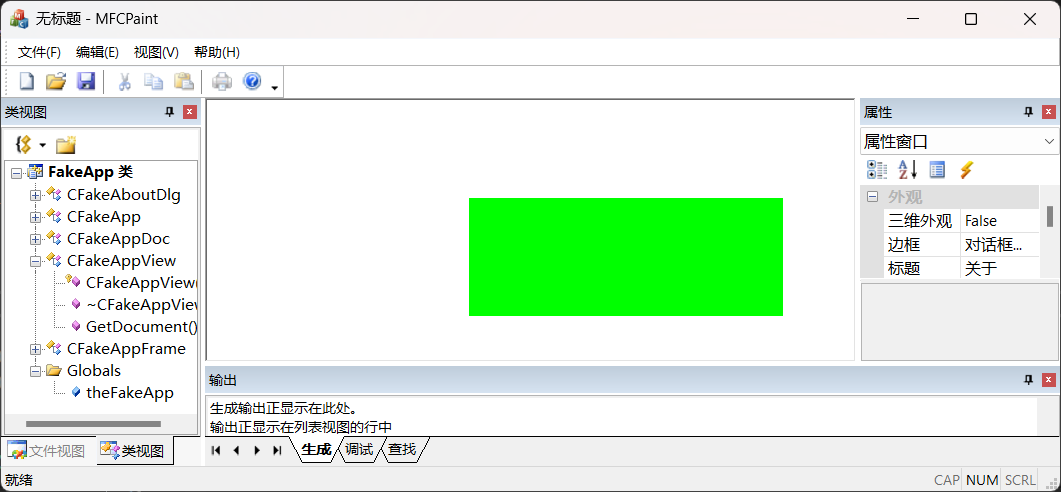 无标题 - MFCPaint
文件(F) 编辑(E) 视图(V) 帮助(H)
类视图
FakeApp 类
CFakeAboutDlg
CFakeApp
CFakeAppDoc
CFakeAppView
CFakeAppView(
~CFakeAppView
GetDocument()
CFakeAppFrame
Globals
theFakeApp
文件视图 类视图
属性
属性窗口
外观
三维外观 False
边框 对话框...
标题 关于
输出
生成输出正显示在此处。
输出正显示在列表视图的行中
生成 调试 查找
就绪
CAP NUM SCRL